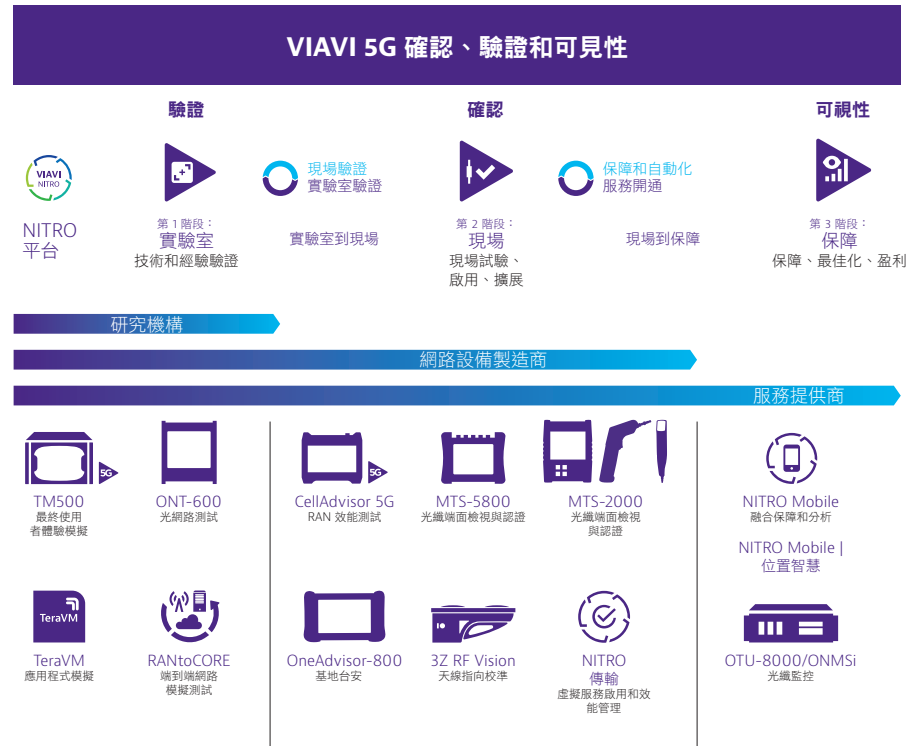 VIAVI 5G 確認、驗證和可見性
驗證
確認
可視性
VIAVI
NITRO
現場驗證
實驗室驗證
保障和自動化
服務開通
NITRO
平台
第 1 階段：
實驗室
技術和經驗驗證
實驗室到現場
第 2 階段：
現場
現場試驗、
啟用、擴展
現場到保障
第 3 階段：
保障
保障、最佳化、盈利
研究機構
網路設備製造商
服務提供商
5G
TM500
最終使用
者體驗模擬
ONT-600
光網路測試
5G
CellAdvisor 5G
RAN 效能測試
MTS-5800
光纖端面檢視與認證
MTS-2000
光纖端面檢視
與認證
NITRO Mobile
融合保障和分析
NITRO Mobile |
位置智慧
TeraVM
TeraVM
應用程式模擬
RANtoCORE
端到端網路
模擬測試
OneAdvisor-800
基地台安
3Z RF Vision
天線指向校準
NITRO
傳輸
虛擬服務啟用和效
能管理
OTU-8000/ONMSi
光纖監控